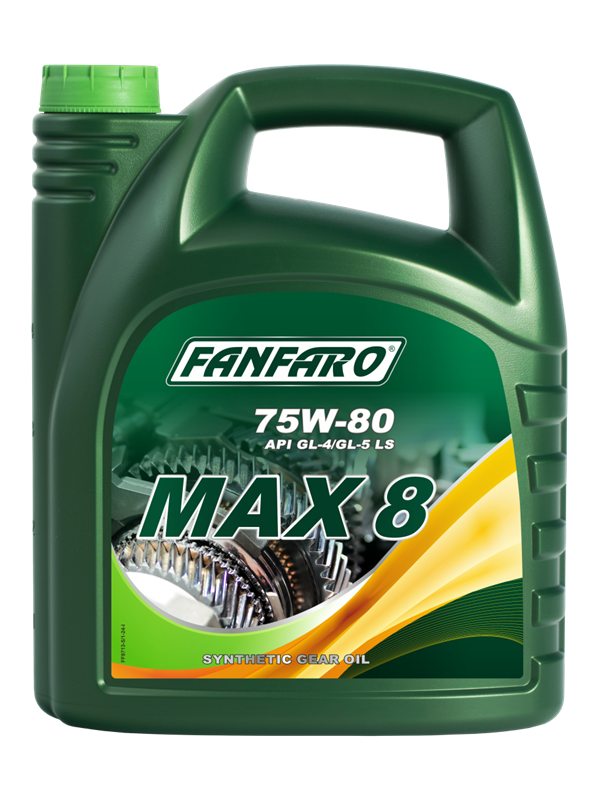 FANFARO®
75W-80
API GL-4/GL-5 LS
MAX 8
SYNTHETIC GEAR OIL